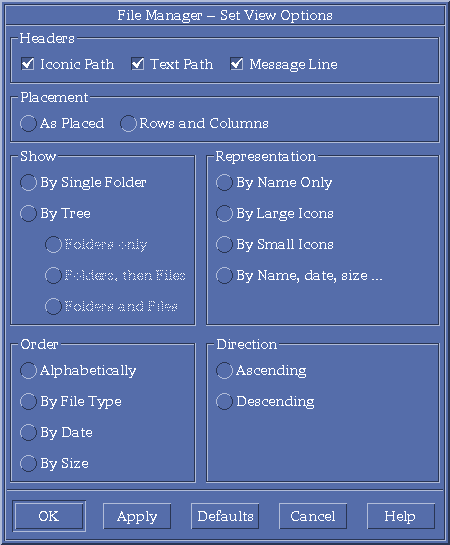 File Manager – Set View Options
Headers
Iconic Path Text Path Message Line
Placement
As Placed Rows and Columns
Show
By Single Folder
By Tree
Folders only
Folders, then Files
Folders and Files
Representation
By Name Only
By Large Icons
By Small Icons
By Name, date, size ...
Order
Alphabetically
By File Type
By Date
By Size
Direction
Ascending
Descending
OK Apply Defaults Cancel Help